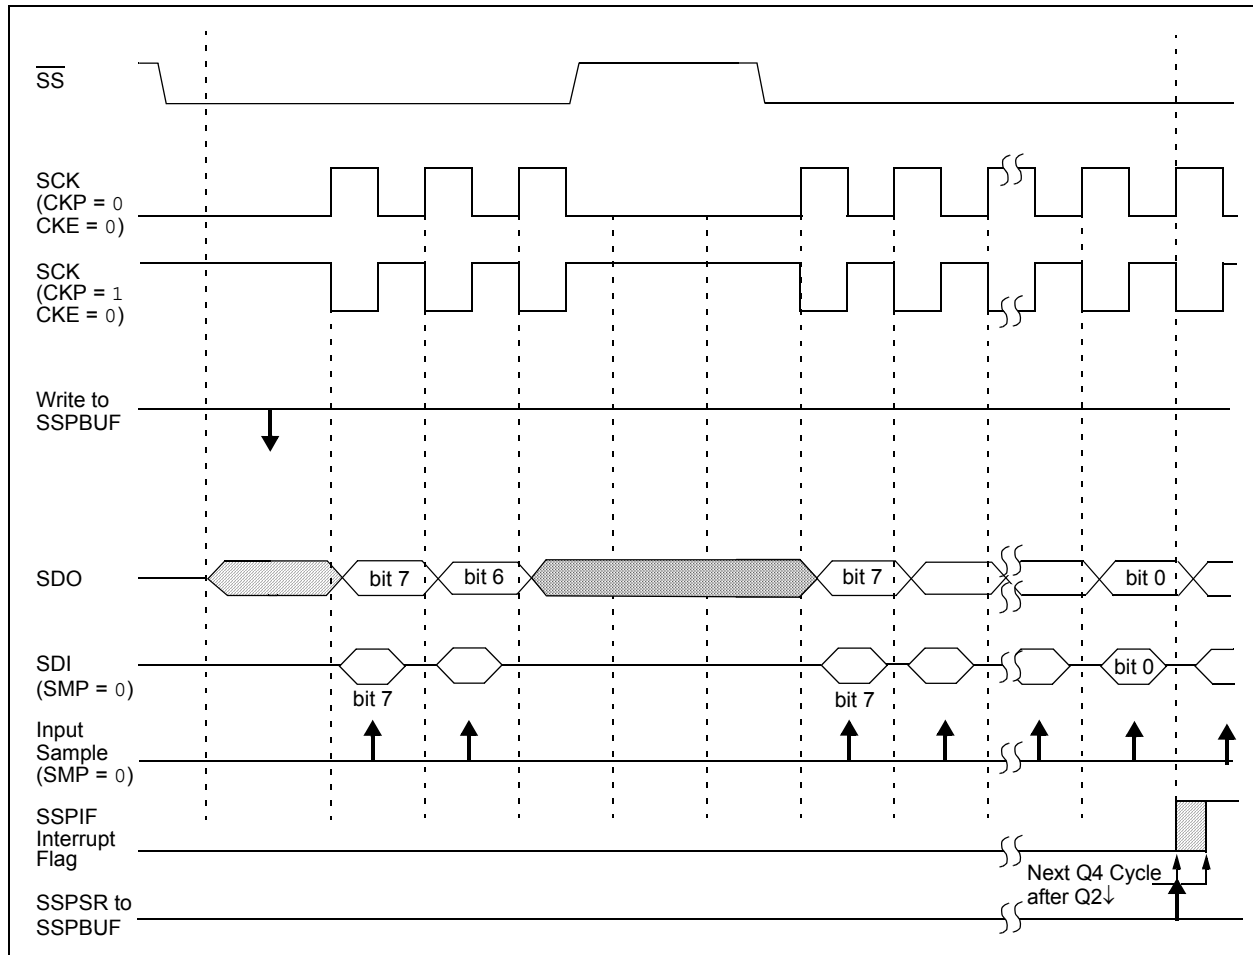 SS
SCK
(CKP = 0
CKE = 0)
SCK
(CKP = 1
CKE = 0)
Write to
SSPBUF
SDO
bit 7
bit 6
bit 7
bit 0
SDI
(SMP = 0)
bit 7
bit 7
bit 0
Input
Sample
(SMP = 0)
SSPIF
Interrupt
Flag
Next Q4 Cycle
after Q2↓
SSPSR to
SSPBUF